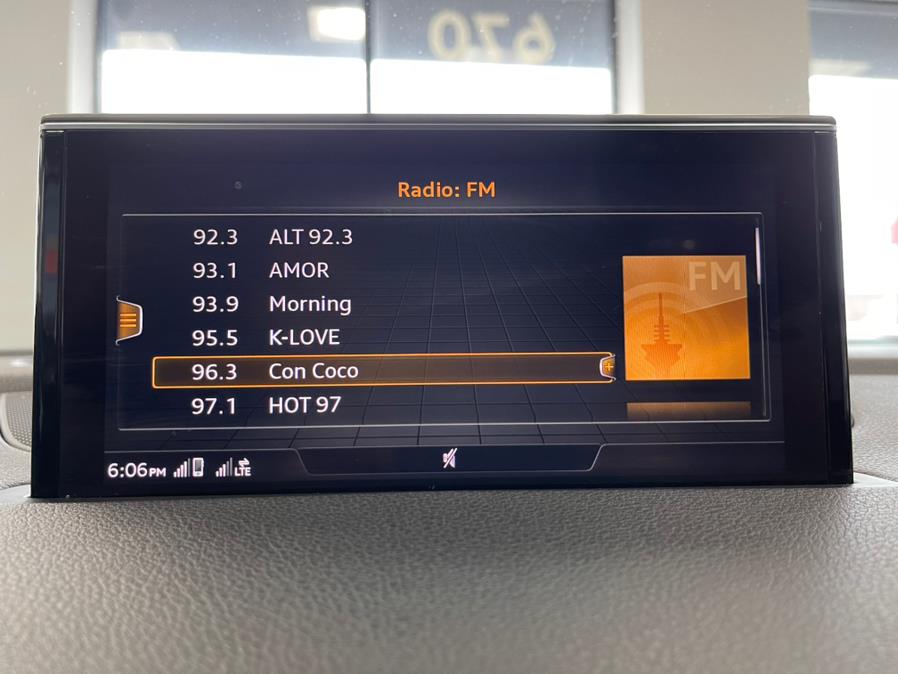 670
Radio: FM
92.3 ALT 92.3
93.1 AMOR
93.9 Morning
95.5 K-LOVE
96.3 Con Coco
97.1 HOT 97
FM
6:06PM LTE